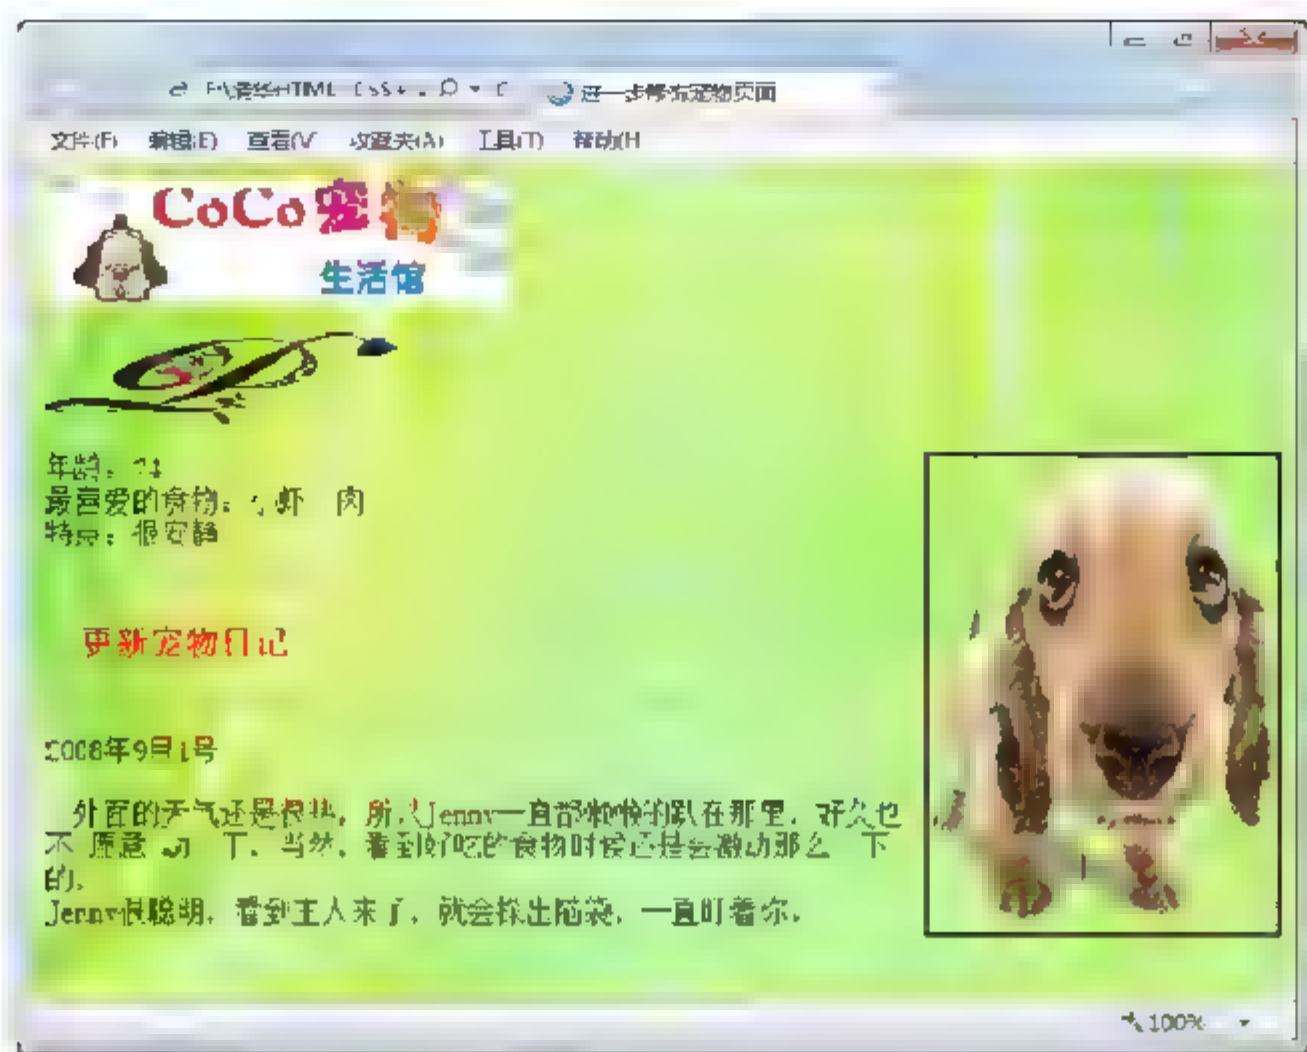 进一步修饰宠物页面
文件(F) 编辑(E) 查看(V 收藏夹(A) 工具(T) 帮助(H
CoCo宠物
生活馆
年龄：
最喜爱的食物： 虾 肉
特点：很安静
更新宠物日记
2008年9月1号
外面的天气还是很热，所以Jenny一直都懒懒的趴在那里，好久也
不 愿意 动 下。当然，看到好吃的食物时候还是会激动那么 下
的。
Jenny很聪明，看到主人来了，就会探出脑袋，一直盯着你。
100%